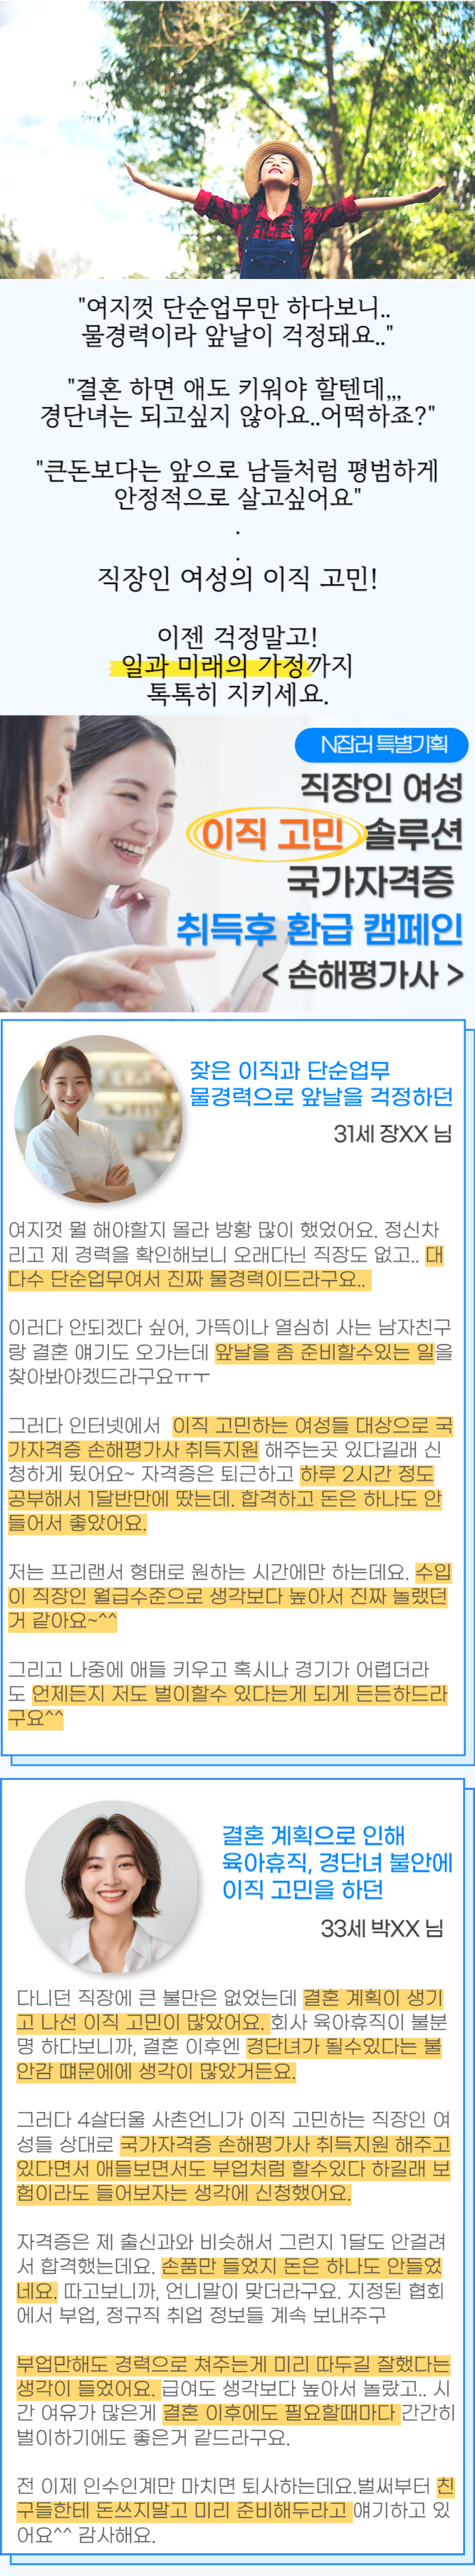 "여지껏 단순업무만 하다보니..
물경력이라 앞날이 걱정돼요.."
"결혼 하면 애도 키워야 할텐데,,,
경단녀는 되고싶지 않아요..어떡하죠?"
"큰돈보다는 앞으로 남들처럼 평범하게
안정적으로 살고싶어요"
.
.
직장인 여성의 이직 고민!
이젠 걱정말고!
일과 미래의 가정까지
톡톡히 지키세요.
N잡러 특별기획
직장인 여성
이직 고민 솔루션
국가자격증
취득후 환급 캠페인
< 손해평가사 >
잦은 이직과 단순업무
물경력으로 앞날을 걱정하던
31세 장XX 님
여지껏 뭘 해야할지 몰라 방황 많이 했었어요. 정신차
리고 제 경력을 확인해보니 오래다닌 직장도 없고.. 대
다수 단순업무여서 진짜 물경력이드라구요..
이러다 안되겠다 싶어, 가뜩이나 열심히 사는 남자친구
랑 결혼 얘기도 오가는데 앞날을 좀 준비할수있는 일을
찾아봐야겠드라구요ㅠㅜ
그러다 인터넷에서 이직 고민하는 여성들 대상으로 국
가자격증 손해평가사 취득지원 해주는곳 있다길래 신
청하게 됬어요~ 자격증은 퇴근하고 하루 2시간 정도
공부해서 1달반만에 땄는데. 합격하고 돈은 하나도 안
들어서 좋았어요.
저는 프리랜서 형태로 원하는 시간에만 하는데요. 수입
이 직장인 월급수준으로 생각보다 높아서 진짜 놀랬던
거 같아요~^^
그리고 나중에 애들 키우고 혹시나 경기가 어렵더라
도 언제든지 저도 벌이할수 있다는게 되게 든든하드라
구요^^
결혼 계획으로 인해
육아휴직, 경단녀 불안에
이직 고민을 하던
33세 박XX 님
다니던 직장에 큰 불만은 없었는데 결혼 계획이 생기
고 나선 이직 고민이 많았어요. 회사 육아휴직이 불분
명 하다보니까, 결혼 이후엔 경단녀가 될수있다는 불
안감 떄문에에 생각이 많았거든요.
그러다 4살터울 사촌언니가 이직 고민하는 직장인 여
성들 상대로 국가자격증 손해평가사 취득지원 해주고
있다면서 애들보면서도 부업처럼 할수있다 하길래 보
험이라도 들어보자는 생각에 신청했어요.
자격증은 제 출신과와 비슷해서 그런지 1달도 안걸려
서 합격했는데요. 손품만 들었지 돈은 하나도 안들었
네요. 따고보니까, 언니말이 맞더라구요. 지정된 협회
에서 부업, 정규직 취업 정보들 계속 보내주구
부업만해도 경력으로 쳐주는게 미리 따두길 잘했다는
생각이 들었어요. 급여도 생각보다 높아서 놀랐고.. 시
간 여유가 많은게 결혼 이후에도 필요할때마다 간간히
벌이하기에도 좋은거 같드라구요.
전 이제 인수인계만 마치면 퇴사하는데요.벌써부터 친
구들한테 돈쓰지말고 미리 준비해두라고 얘기하고 있
어요^^ 감사해요.